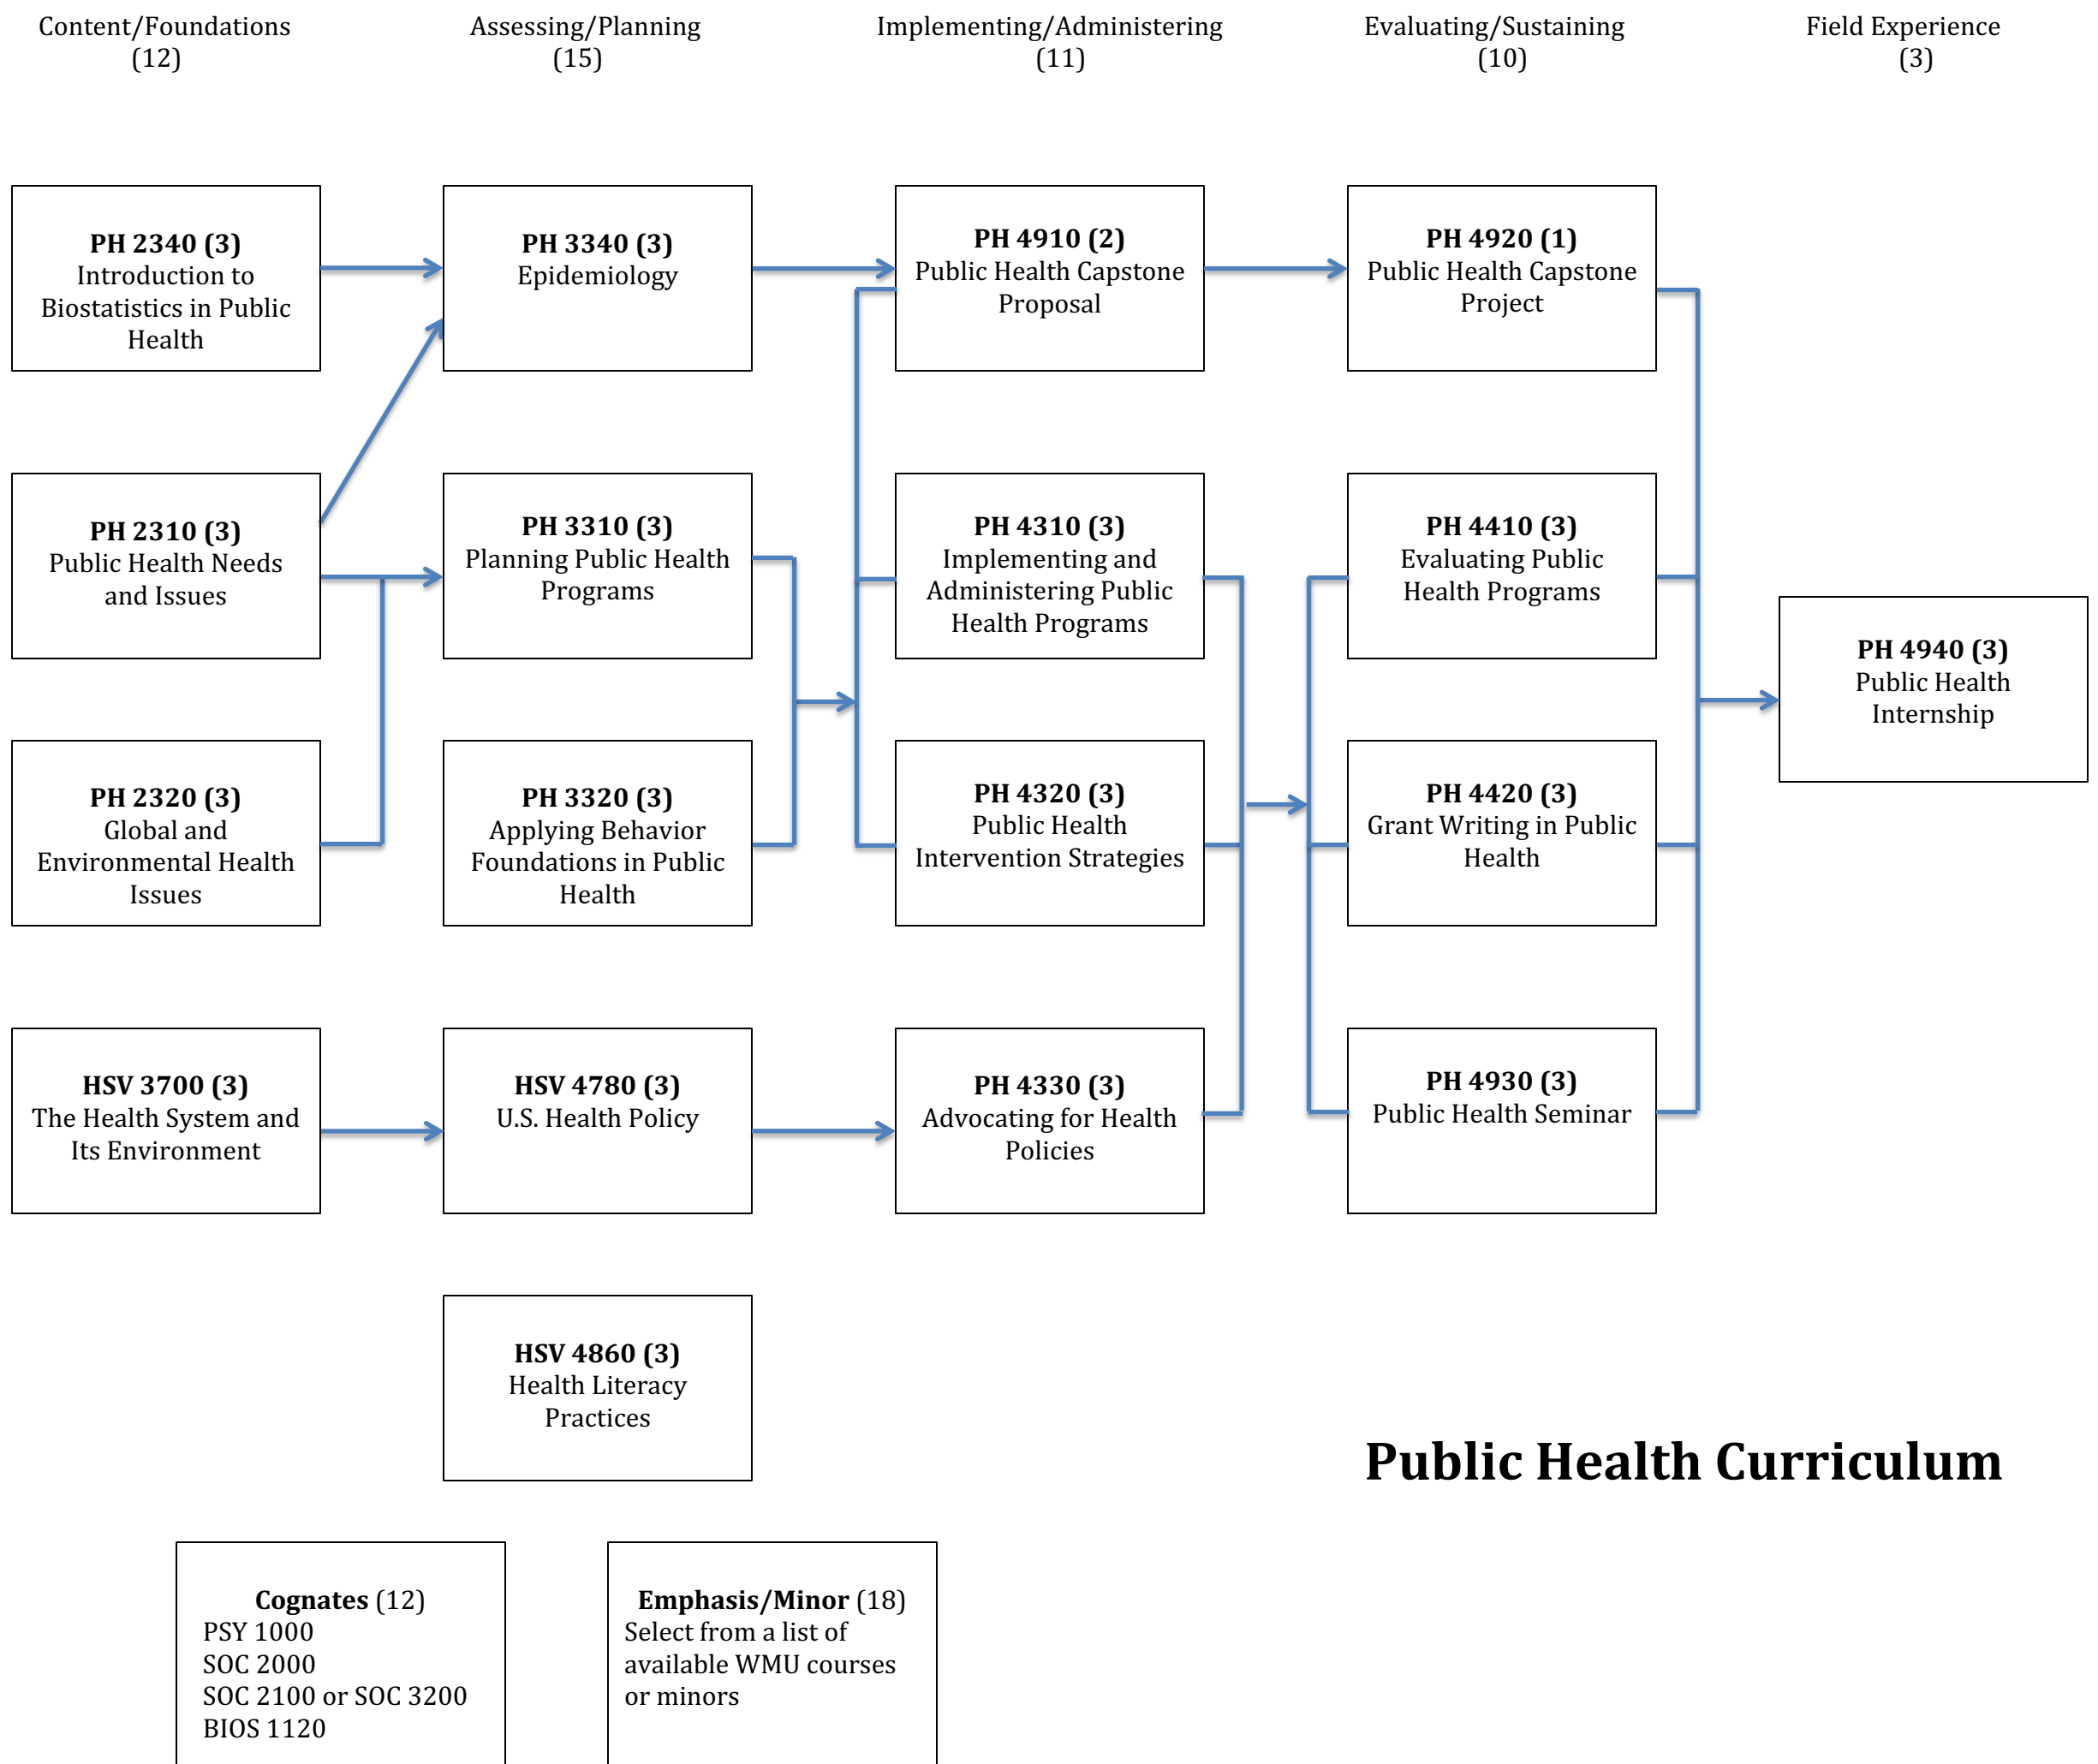 Content/Foundations
(12)
Assessing/Planning
(15)
Implementing/Administering
(11)
Evaluating/Sustaining
(10)
Field Experience
(3)
PH 2340 (3)
Introduction to
Biostatistics in Public
Health
PH 3340 (3)
Epidemiology
PH 4910 (2)
Public Health Capstone
Proposal
PH 4920 (1)
Public Health Capstone
Project
PH 2310 (3)
Public Health Needs
and Issues
PH 3310 (3)
Planning Public Health
Programs
PH 4310 (3)
Implementing and
Administering Public
Health Programs
PH 4410 (3)
Evaluating Public
Health Programs
PH 4940 (3)
Public Health
Internship
PH 2320 (3)
Global and
Environmental Health
Issues
PH 3320 (3)
Applying Behavior
Foundations in Public
Health
PH 4320 (3)
Public Health
Intervention Strategies
PH 4420 (3)
Grant Writing in Public
Health
HSV 3700 (3)
The Health System and
Its Environment
HSV 4780 (3)
U.S. Health Policy
PH 4330 (3)
Advocating for Health
Policies
PH 4930 (3)
Public Health Seminar
HSV 4860 (3)
Health Literacy
Practices
Public Health Curriculum
Cognates (12)
PSY 1000
SOC 2000
SOC 2100 or SOC 3200
BIOS 1120
Emphasis/Minor (18)
Select from a list of
available WMU courses
or minors